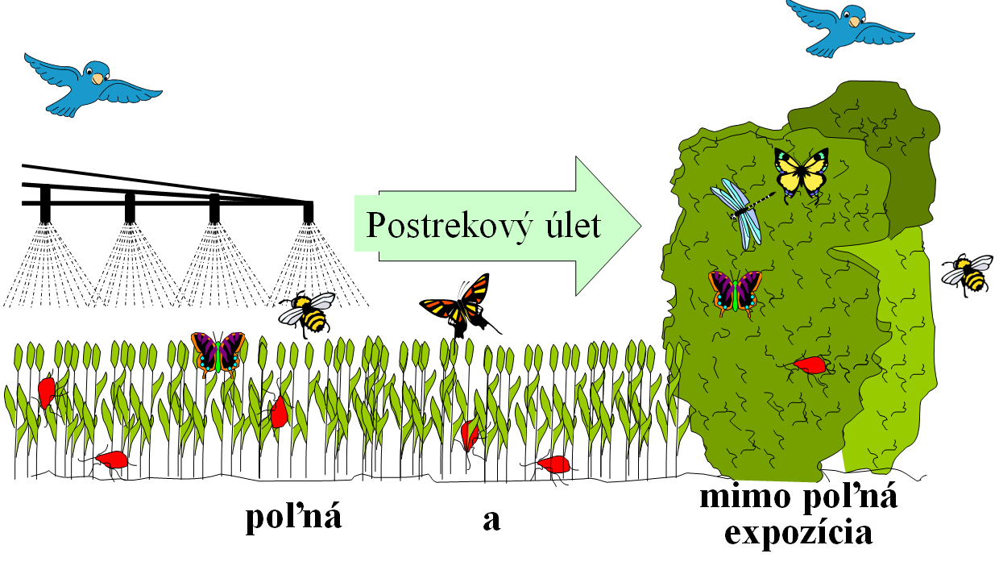 Postrekový úlet
poľná a mimo poľná
expozícia